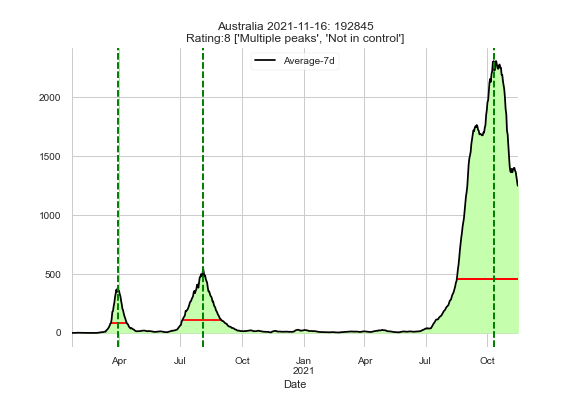 Australia 2021-11-16: 192845
Rating:8 ['Multiple peaks', 'Not in control']
Average-7d
2000
1500
1000
500
0
Apr
Jul
Oct
Jan
2021
Apr
Jul
Oct
Date